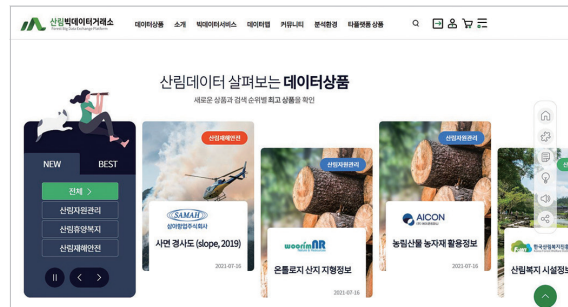 산림빅데이터거래소
Forest Big Data Exchange Platform
데이터상품 소개 빅데이터서비스 데이터맵 커뮤니티 분석환경 타플랫폼 상품
산림데이터 살펴보는 데이터상품
새로운 상품과 검색 순위별 최고 상품을 확인
NEW BEST
전체 >
산림자원관리
산림휴양복지
산림재해안전
산림재해안전
SAMAH
삼아항업주식회사
사면 경사도 (slope, 2019)
2021-07-16
산림자원관리
woorimNR
온톨로지 산지 지형정보
2021-07-16
산림자원관리
AICON
농림산물 농자재 활용정보
2021-07-16
산림휴
한국산림복지진흥
산림복지 시설정보